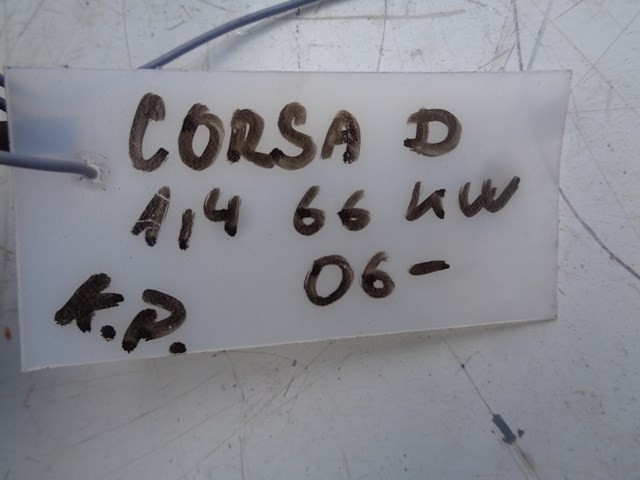 CORSA D
1,4 66 KW
06-
K.D.